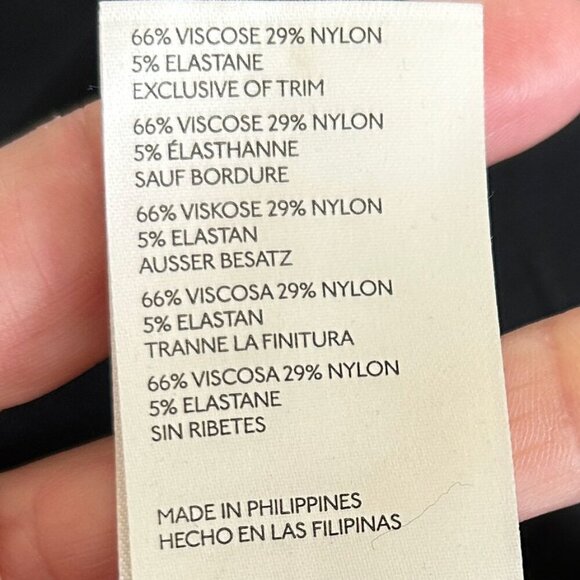 66% VISCOSE 29% NYLON
5% ELASTANE
EXCLUSIVE OF TRIM
66% VISCOSE 29% NYLON
5% ÉLASTHANNE
SAUF BORDURE
66% VISKOSE 29% NYLON
5% ELASTAN
AUSSER BESATZ
66% VISCOSA 29% NYLON
5% ELASTAN
TRANNE LA FINITURA
66% VISCOSA 29% NYLON
5% ELASTANE
SIN RIBETES
MADE IN PHILIPPINES
HECHO EN LAS FILIPINAS